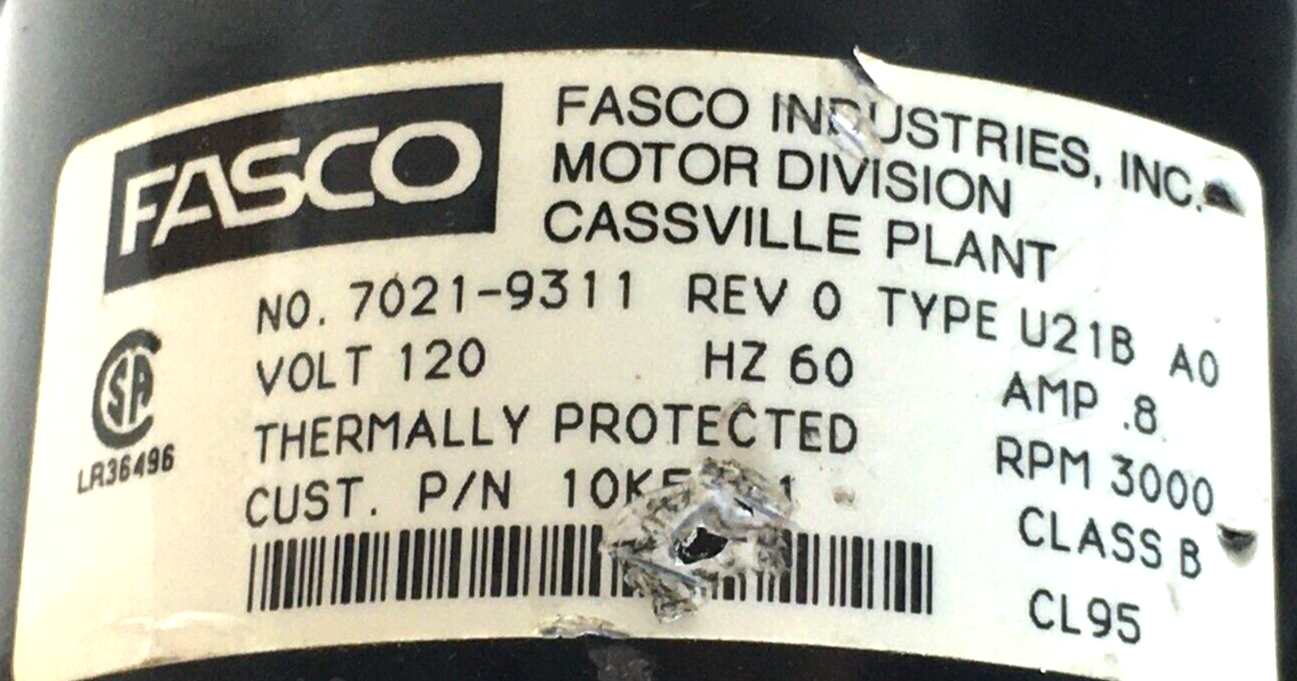 FASCO
FASCO INDUSTRIES, INC.
MOTOR DIVISION
CASSVILLE PLANT
NO. 7021-9311 REV 0 TYPE U21B A0
VOLT 120 HZ 60 AMP .8
THERMALLY PROTECTED RPM 3000
CUST. P/N CLASS B
CL95
SA
LR36496